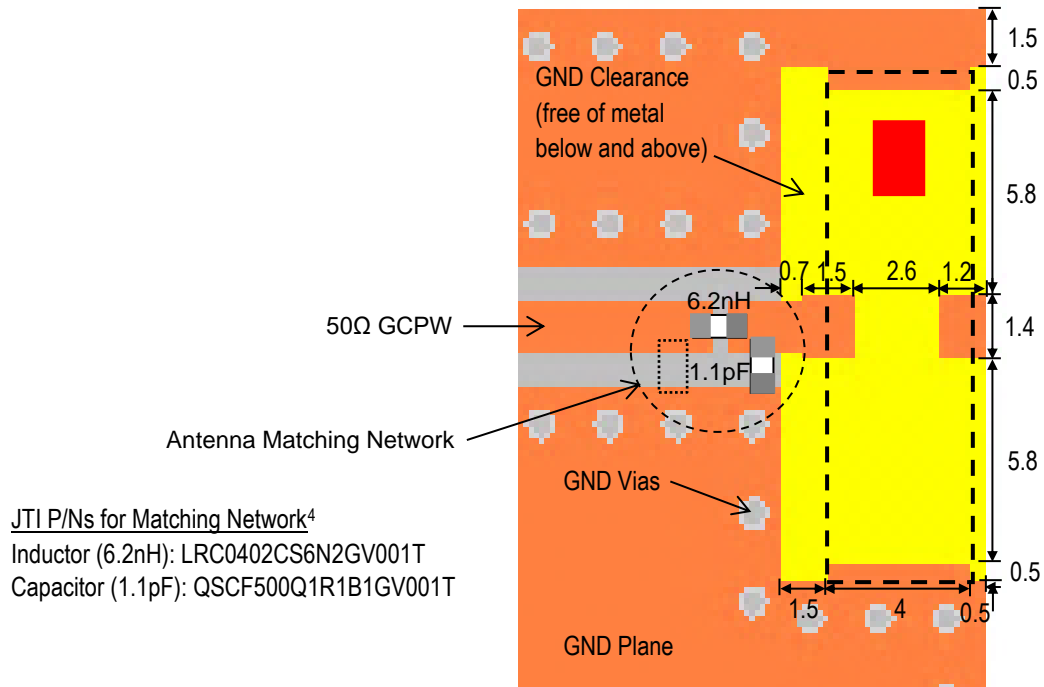 1.5
GND Clearance
(free of metal
below and above)
0.5
5.8
0.7
1.5
2.6
1.2
6.2nH
50Ω GCPW
1.4
1.1pF
Antenna Matching Network
5.8
GND Vias
JTI P/Ns for Matching Network⁴
Inductor (6.2nH): LRC0402CS6N2GV001T
Capacitor (1.1pF): QSCF500Q1R1B1GV001T
0.5
1.5
4
0.5
GND Plane